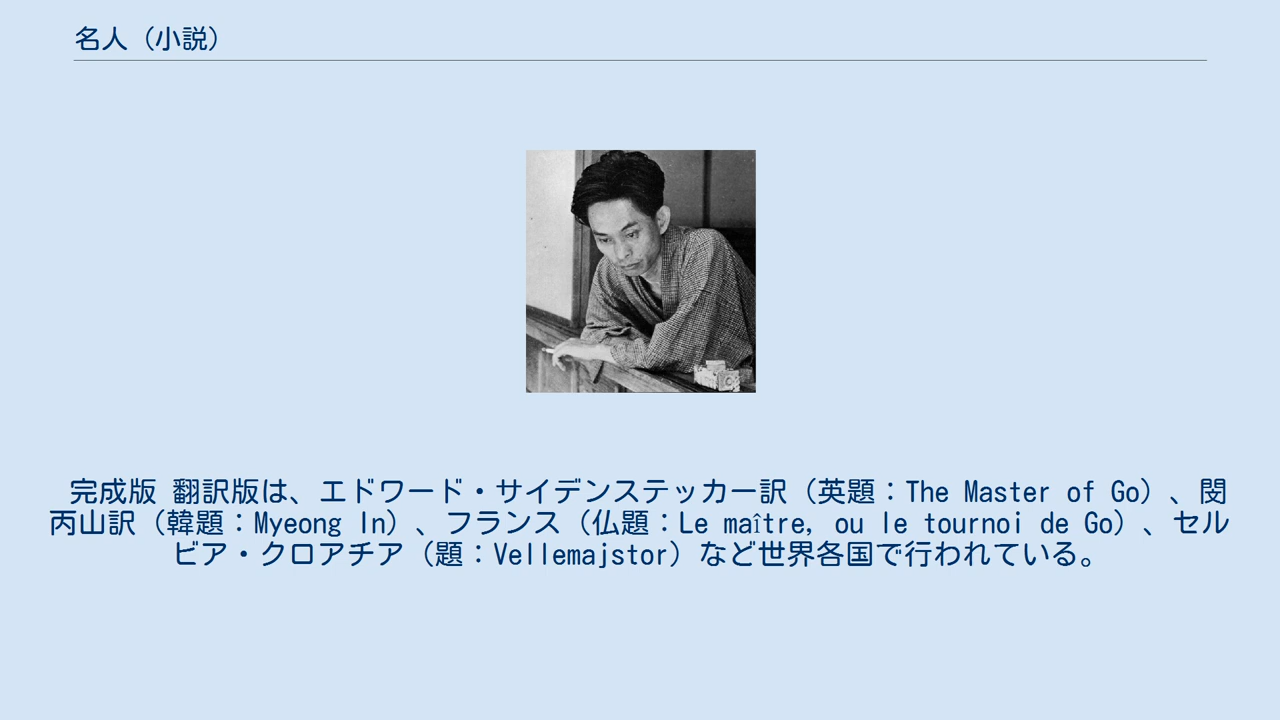 名人（小説）
完成版 翻訳版は、エドワード・サイデンステッカー訳（英題：The Master of Go）、閔
丙山訳（韓題：Myeong In）、フランス（仏題：Le maître, ou le tournoi de Go）、セル
ビア・クロアチア（題：Vellemajstor）など世界各国で行われている。